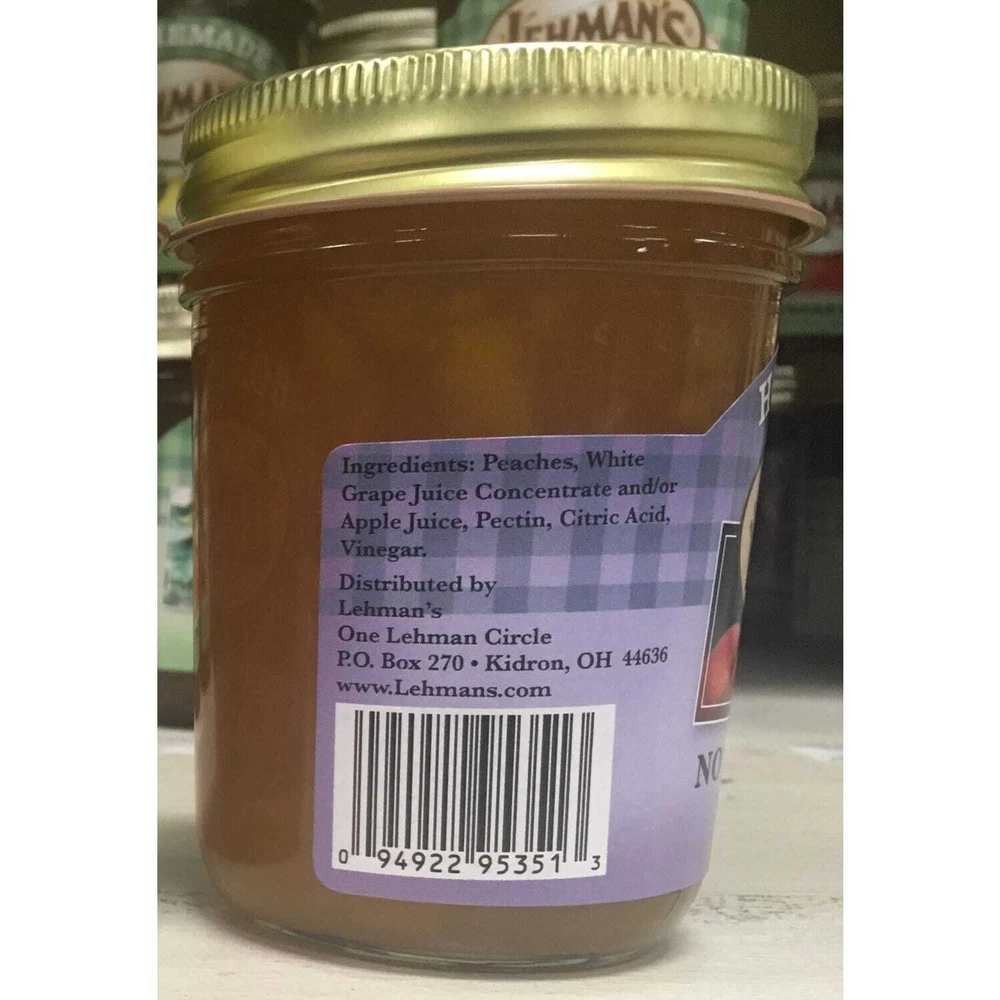 LEHMAN'S
Ingredients: Peaches, White
Grape Juice Concentrate and/or
Apple Juice, Pectin, Citric Acid,
Vinegar.
Distributed by
Lehman's
One Lehman Circle
P.O. Box 270 • Kidron, OH 44636
www.Lehmans.com
NO
0 94922 95351 3